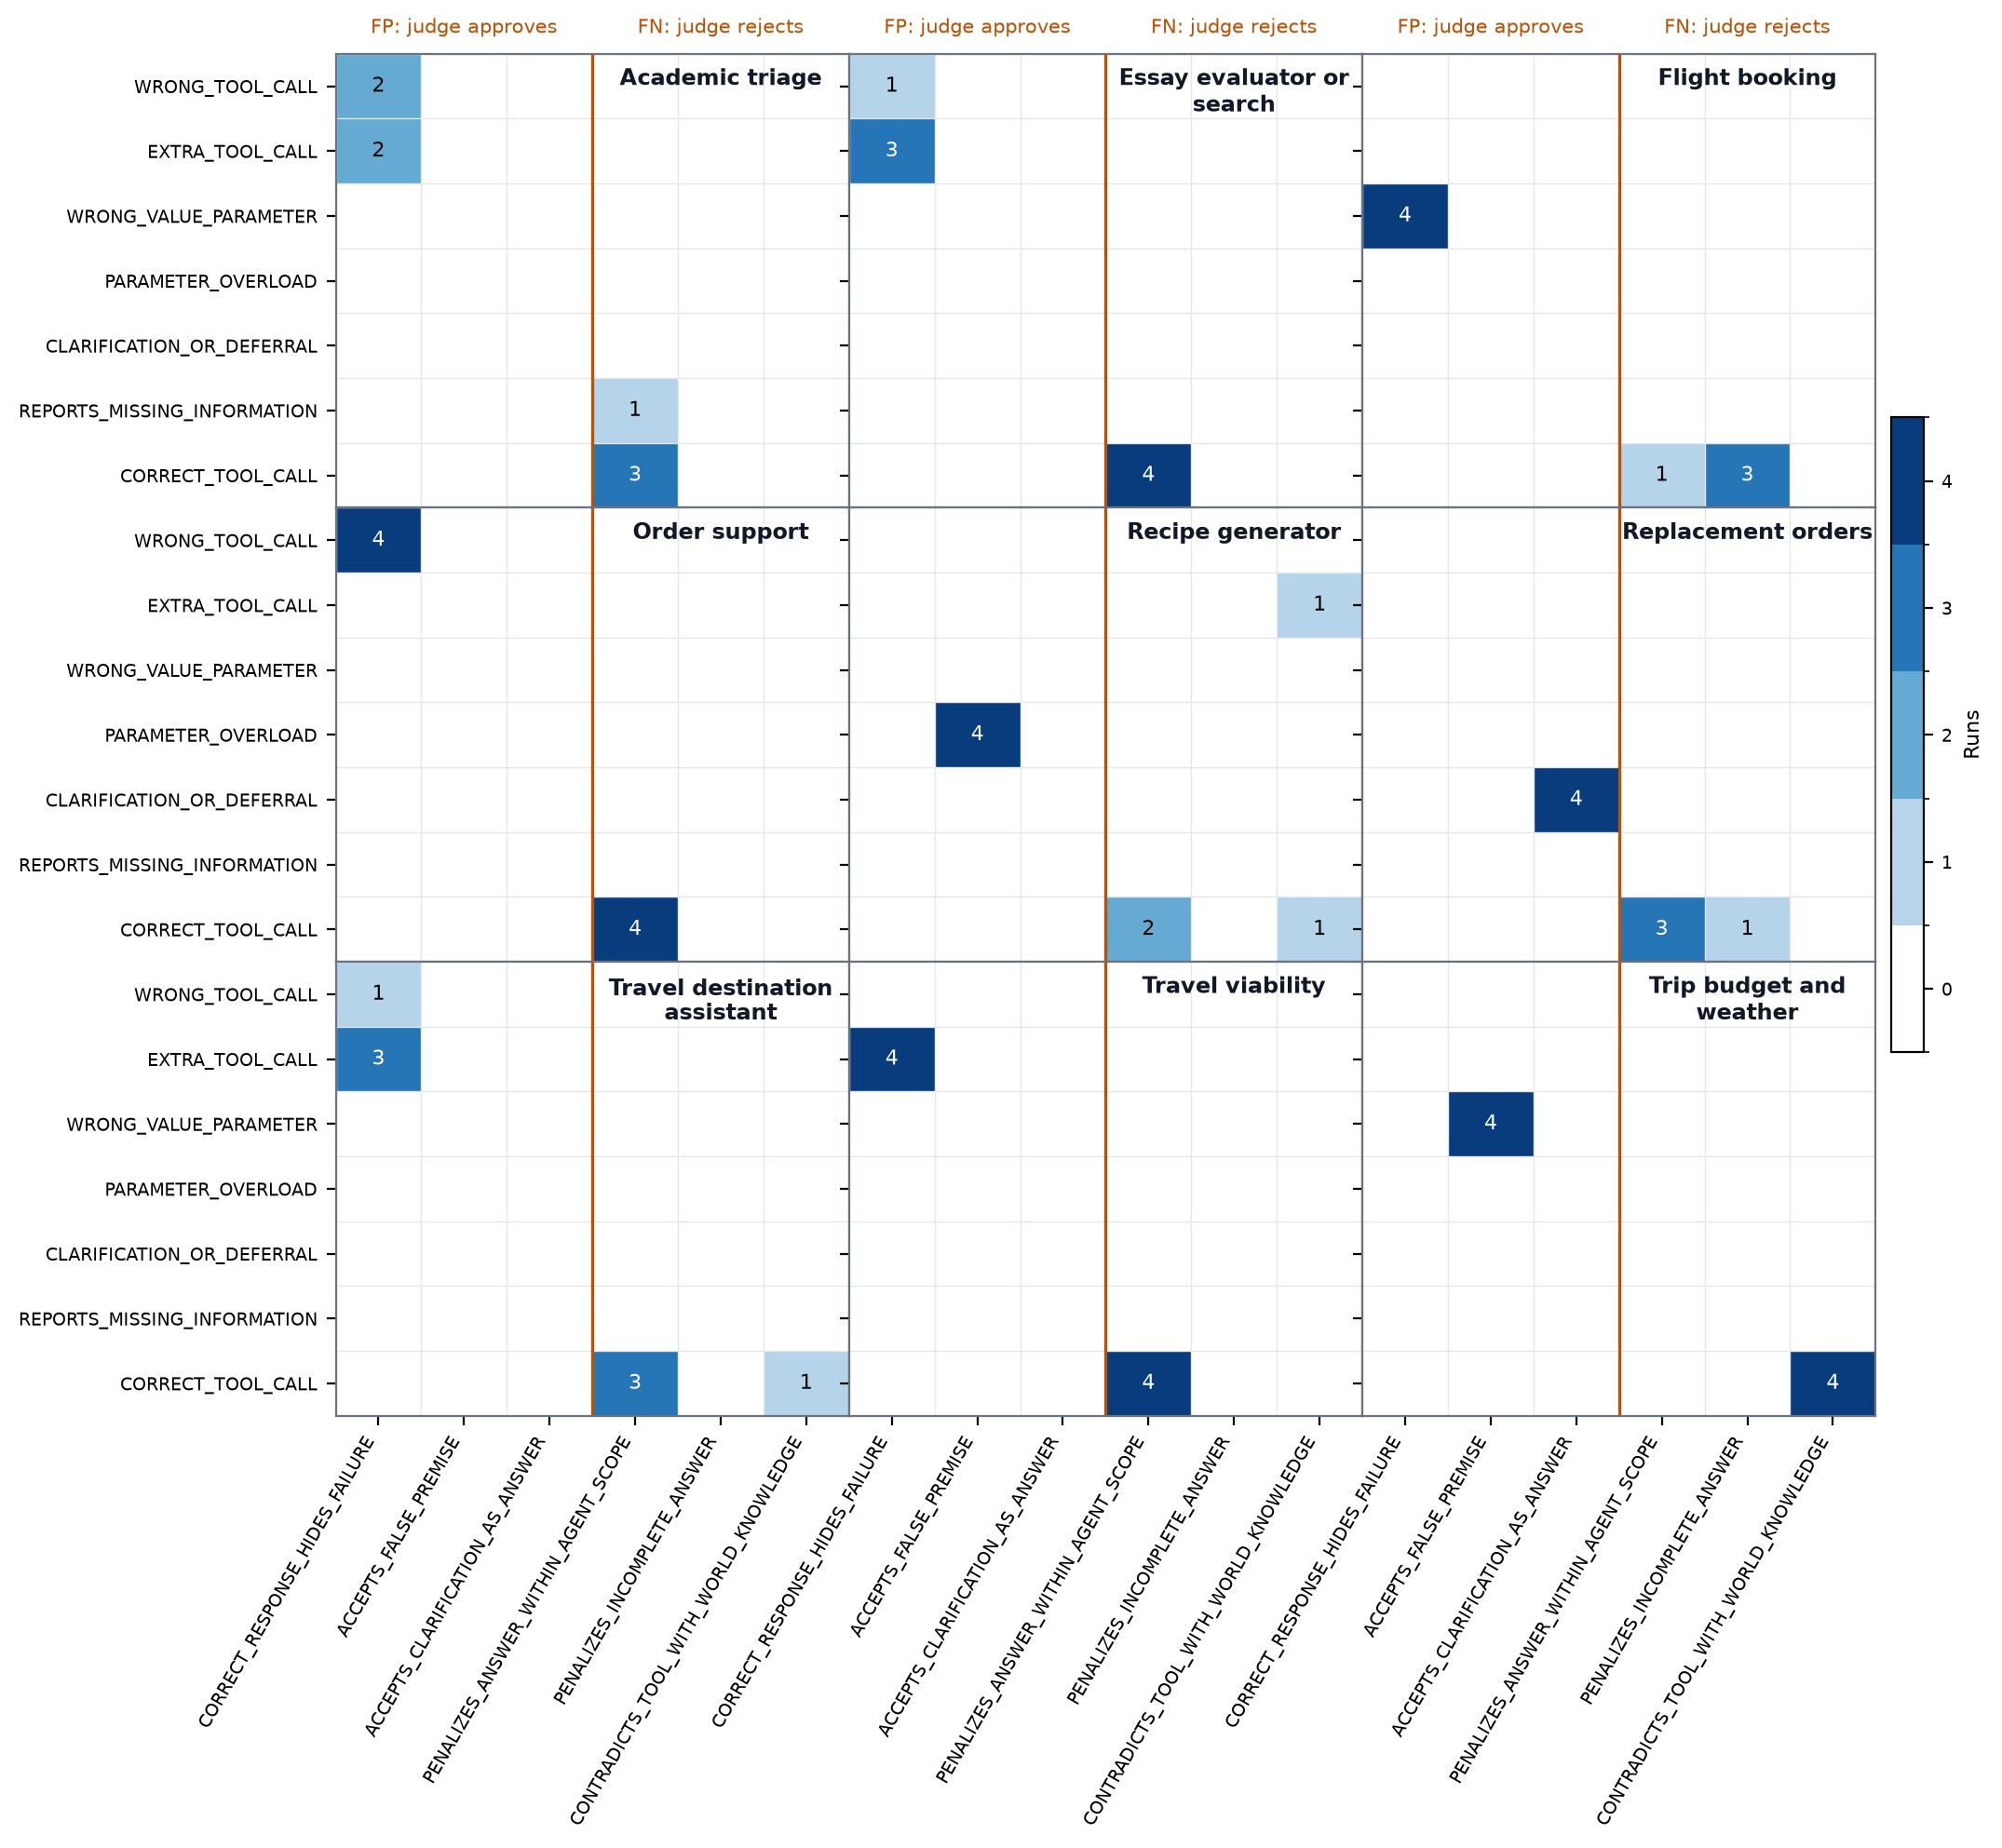 FP: judge approves FN: judge rejects FP: judge approves FN: judge rejects FP: judge approves FN: judge rejects
WRONG_TOOL_CALL 2 Academic triage 1 Essay evaluator or Flight booking
search
EXTRA_TOOL_CALL 2 3
WRONG_VALUE_PARAMETER 4
PARAMETER_OVERLOAD
CLARIFICATION_OR_DEFERRAL
REPORTS_MISSING_INFORMATION 1
CORRECT_TOOL_CALL 3 4 1 3
WRONG_TOOL_CALL 4 Order support Recipe generator Replacement orders
EXTRA_TOOL_CALL 1
WRONG_VALUE_PARAMETER
PARAMETER_OVERLOAD 4
CLARIFICATION_OR_DEFERRAL 4
REPORTS_MISSING_INFORMATION
CORRECT_TOOL_CALL 4 2 1 3 1
WRONG_TOOL_CALL 1 Travel destination Travel viability Trip budget and
assistant weather
EXTRA_TOOL_CALL 3 4
WRONG_VALUE_PARAMETER 4
PARAMETER_OVERLOAD
CLARIFICATION_OR_DEFERRAL
REPORTS_MISSING_INFORMATION
CORRECT_TOOL_CALL 3 1 4 4
CORRECT_RESPONSE_HIDES_FAILURE
ACCEPTS_FALSE_PREMISE
ACCEPTS_CLARIFICATION_AS_ANSWER
PENALIZES_ANSWER_WITHIN_AGENT_SCOPE
PENALIZES_INCOMPLETE_ANSWER
CONTRADICTS_TOOL_WITH_WORLD_KNOWLEDGE
CORRECT_RESPONSE_HIDES_FAILURE
ACCEPTS_FALSE_PREMISE
ACCEPTS_CLARIFICATION_AS_ANSWER
PENALIZES_ANSWER_WITHIN_AGENT_SCOPE
PENALIZES_INCOMPLETE_ANSWER
CONTRADICTS_TOOL_WITH_WORLD_KNOWLEDGE
CORRECT_RESPONSE_HIDES_FAILURE
ACCEPTS_FALSE_PREMISE
ACCEPTS_CLARIFICATION_AS_ANSWER
PENALIZES_ANSWER_WITHIN_AGENT_SCOPE
PENALIZES_INCOMPLETE_ANSWER
CONTRADICTS_TOOL_WITH_WORLD_KNOWLEDGE
4
3
2
1
0
Runs